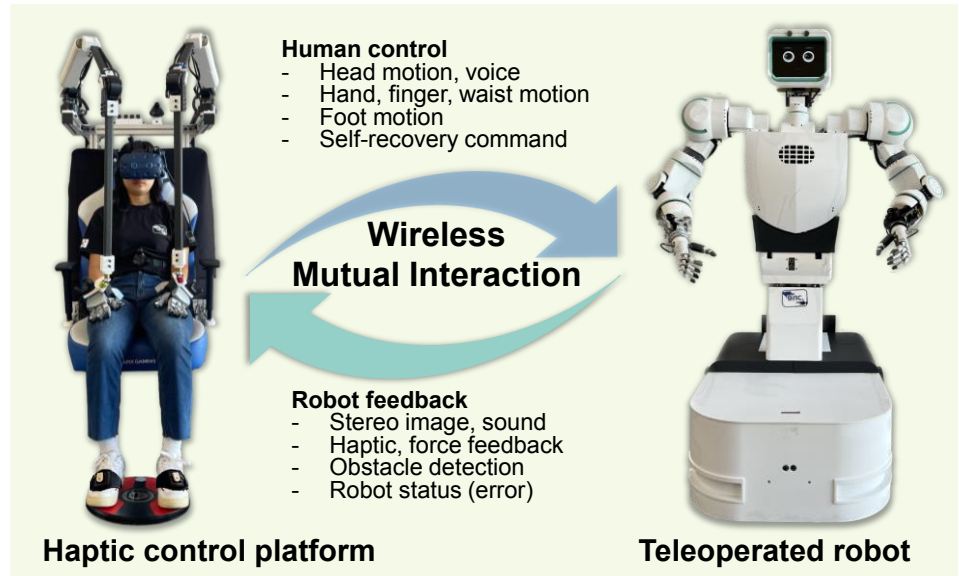 Human control
- Head motion, voice
- Hand, finger, waist motion
- Foot motion
- Self-recovery command
Wireless
Mutual Interaction
Robot feedback
- Stereo image, sound
- Haptic, force feedback
- Obstacle detection
- Robot status (error)
Haptic control platform
Teleoperated robot